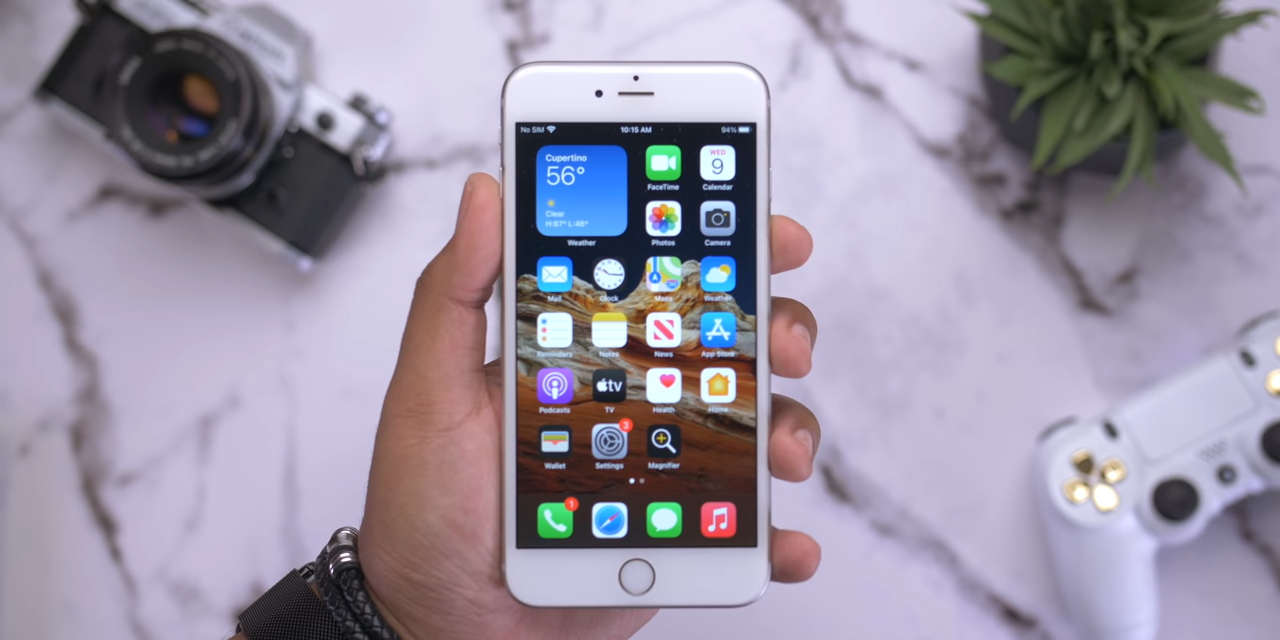 Canon
No SIM 10:15 AM 94%
Cupertino
56°
Clear
H:67° L:46°
Weather
WED
9
FaceTime Calendar
Photos Camera
Mail Clock Maps Weather
Reminders Notes News App Store
tv
Podcasts TV Health Home
3
Wallet Settings Magnifier
1